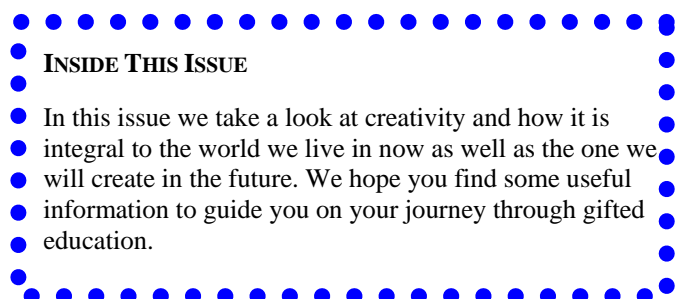 INSIDE THIS ISSUE
In this issue we take a look at creativity and how it is
integral to the world we live in now as well as the one we
will create in the future. We hope you find some useful
information to guide you on your journey through gifted
education.